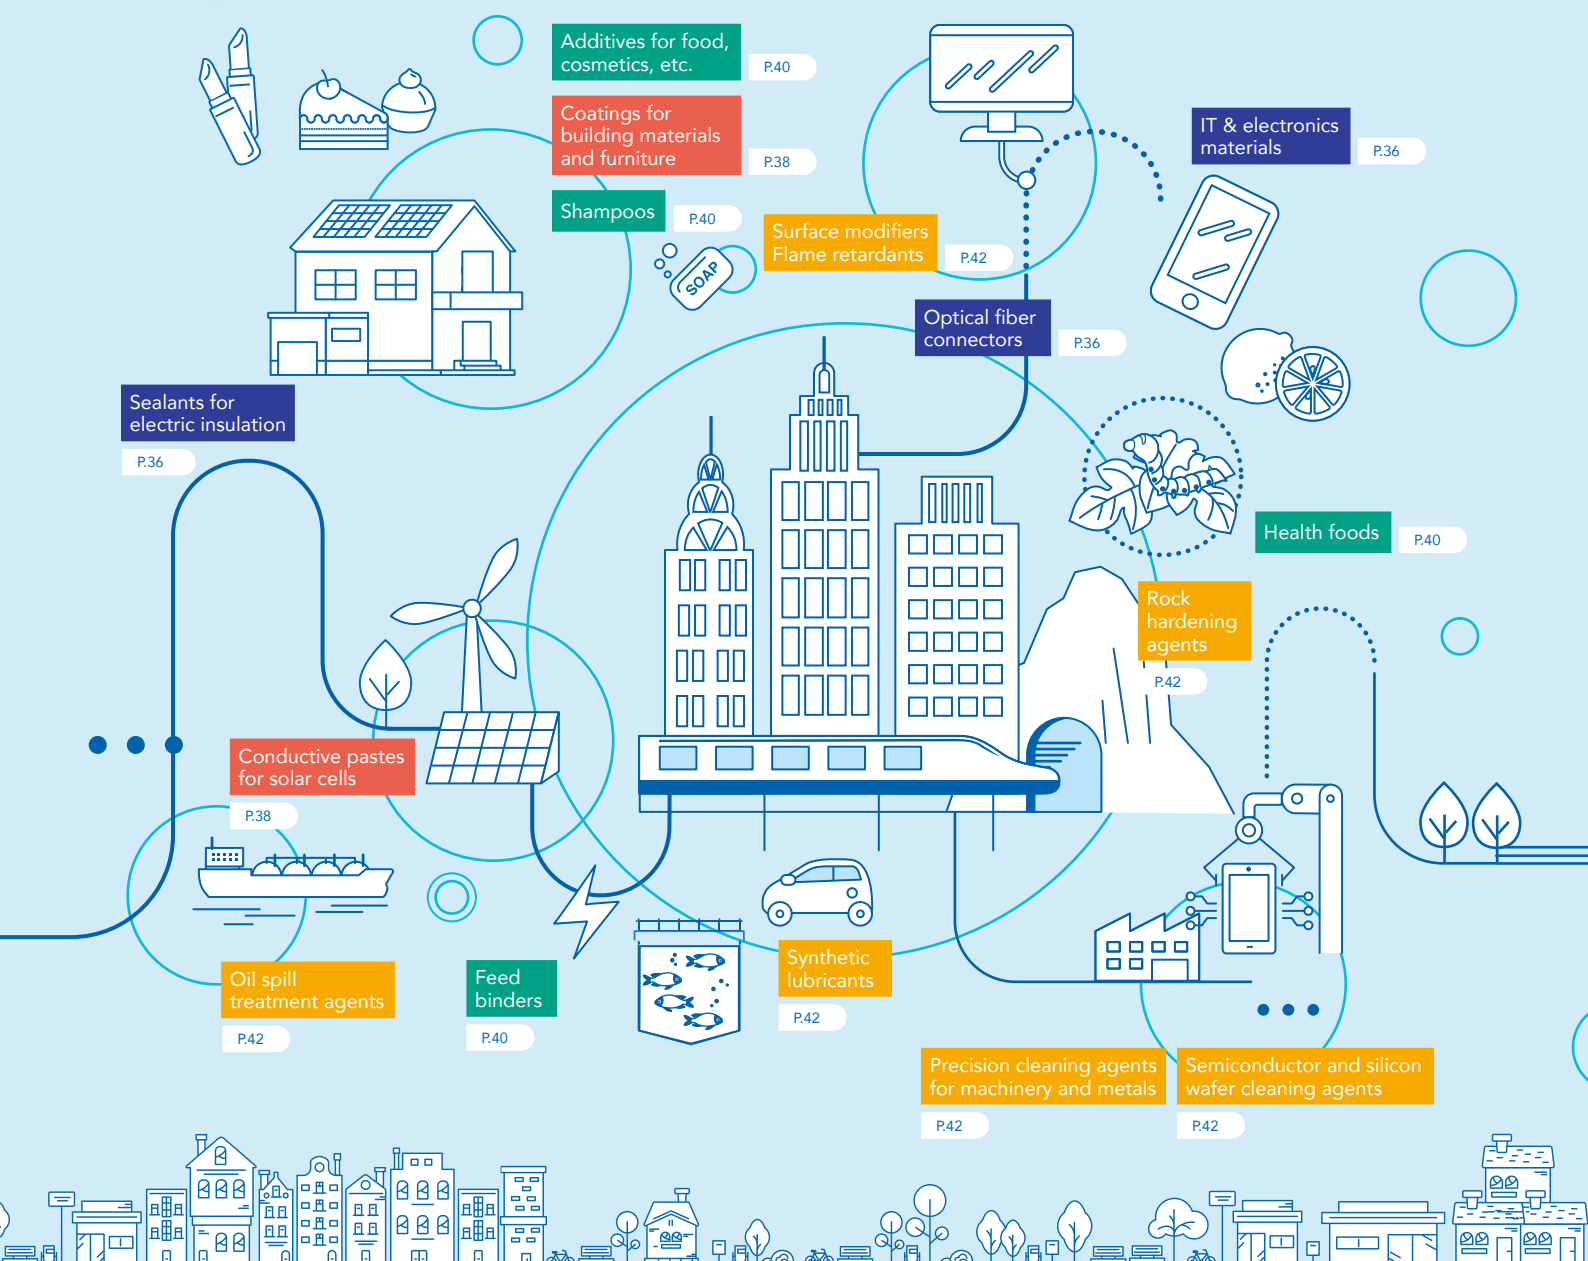 Additives for food,
cosmetics, etc.
P.40
Coatings for
building materials
and furniture
P.38
IT & electronics
materials
P.36
Shampoos
P.40
Surface modifiers
Flame retardants
P.42
SOAP
Optical fiber
connectors
P.36
Sealants for
electric insulation
P.36
Health foods
P.40
Rock
hardening
agents
P.42
Conductive pastes
for solar cells
P.38
Oil spill
treatment agents
P.42
Feed
binders
P.40
Synthetic
lubricants
P.42
Precision cleaning agents
for machinery and metals
P.42
Semiconductor and silicon
wafer cleaning agents
P.42